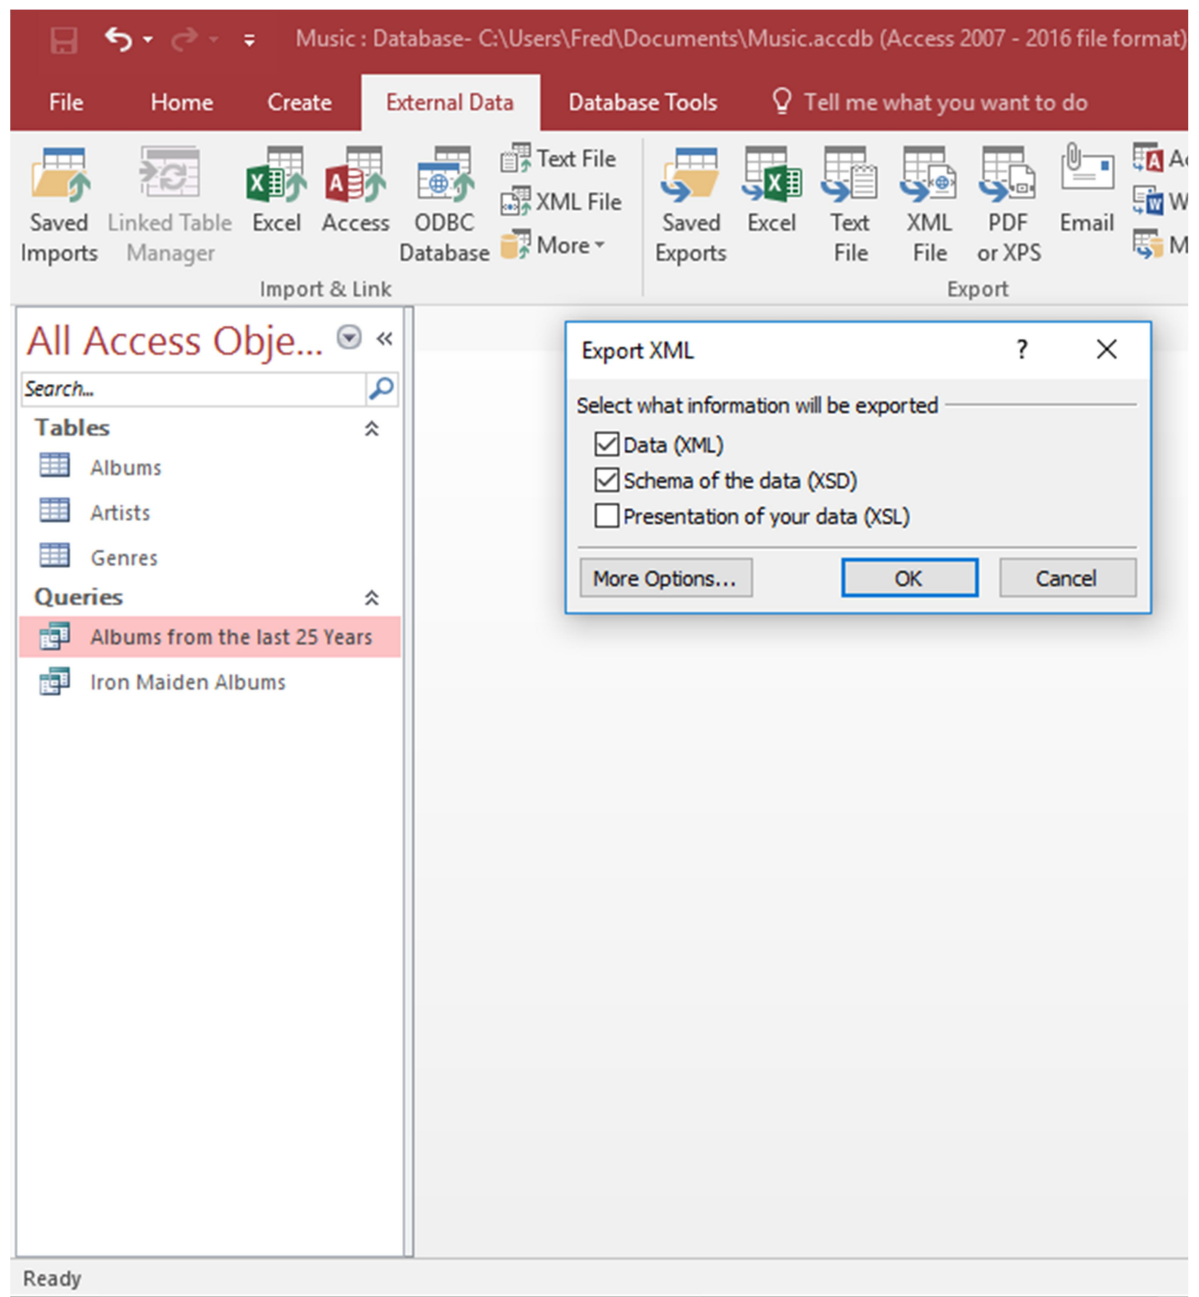 Music : Database- C:\Users\Fred\Documents\Music.accdb (Access 2007 - 2016 file format)
File Home Create External Data Database Tools Tell me what you want to do
Saved Imports
Linked Table Manager
Excel
Access
ODBC Database
Text File
XML File
More
Import & Link
Saved Exports
Excel
Text File
XML File
PDF or XPS
Email
Export
All Access Obje...
Search...
Tables
Albums
Artists
Genres
Queries
Albums from the last 25 Years
Iron Maiden Albums
Export XML
Select what information will be exported
Data (XML)
Schema of the data (XSD)
Presentation of your data (XSL)
More Options... OK Cancel
Ready